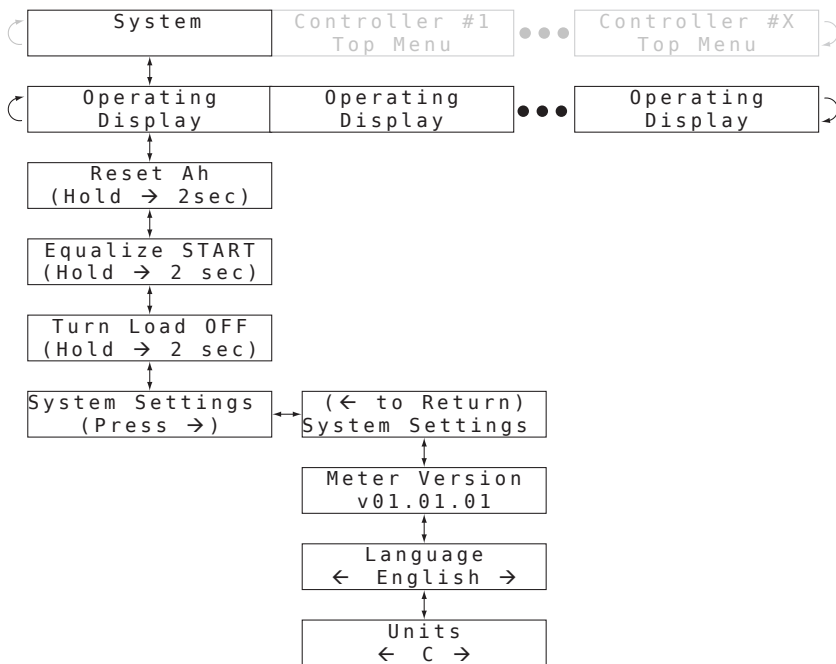 System
Controller #1
Top Menu
Controller #X
Top Menu
Operating
Display
Operating
Display
Operating
Display
Reset Ah
(Hold → 2sec)
Equalize START
(Hold → 2 sec)
Turn Load OFF
(Hold → 2 sec)
System Settings
(Press →)
(← to Return)
System Settings
Meter Version
v01.01.01
Language
← English →
Units
← C →